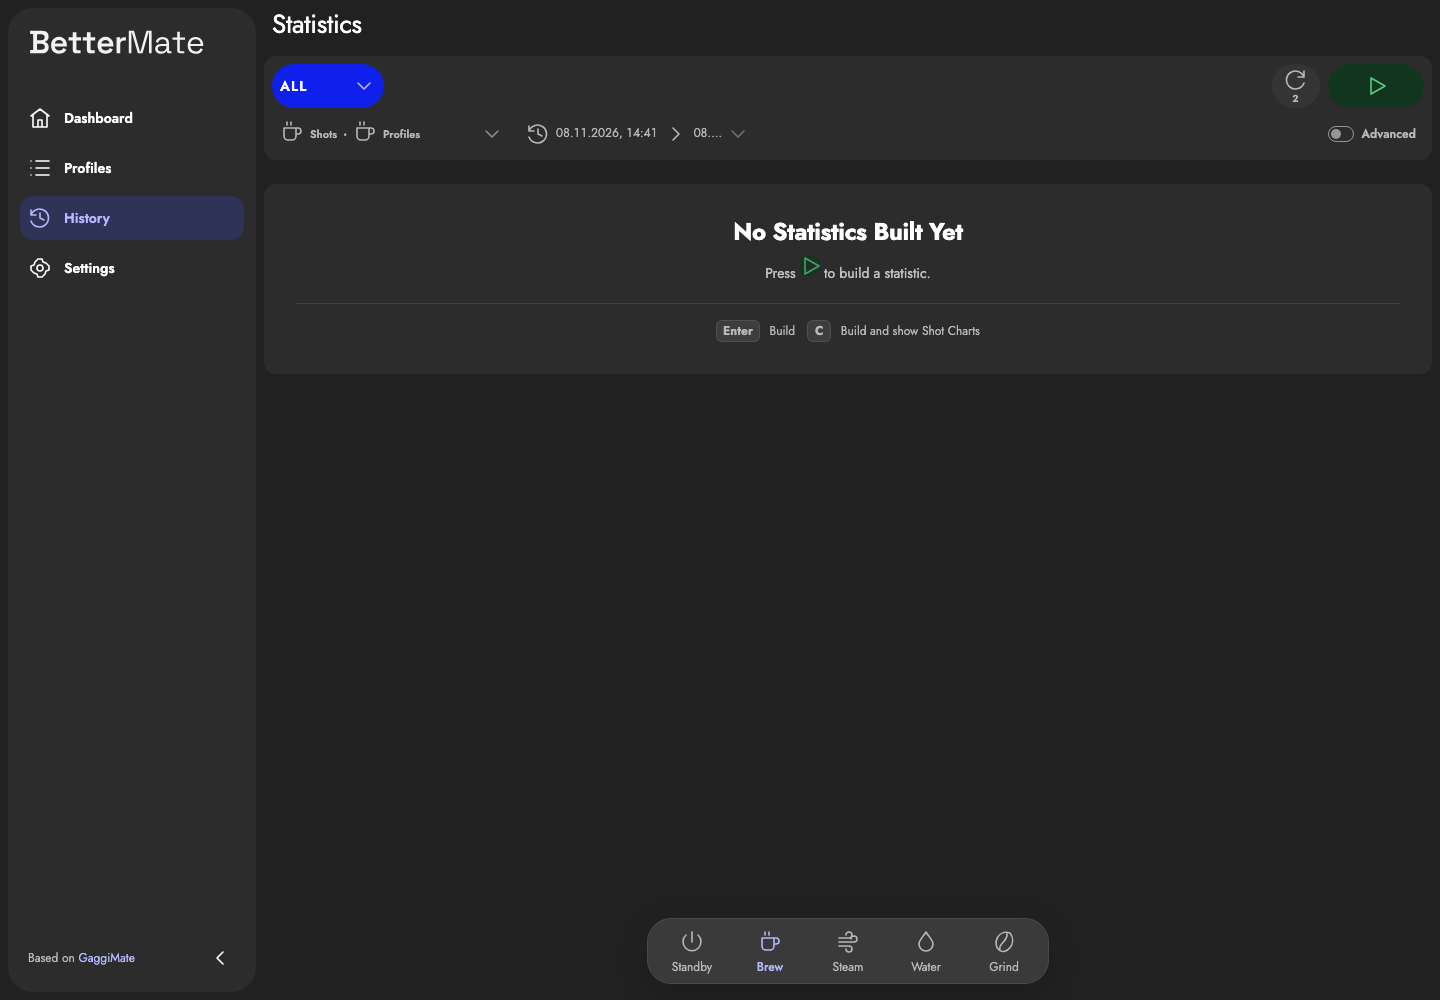 BetterMate
Dashboard
Profiles
History
Settings
Based on GaggiMate
Statistics
ALL
2
Shots • Profiles
08.11.2026, 14:41 08....
Advanced
No Statistics Built Yet
Press to build a statistic.
Enter Build C Build and show Shot Charts
Standby Brew Steam Water Grind